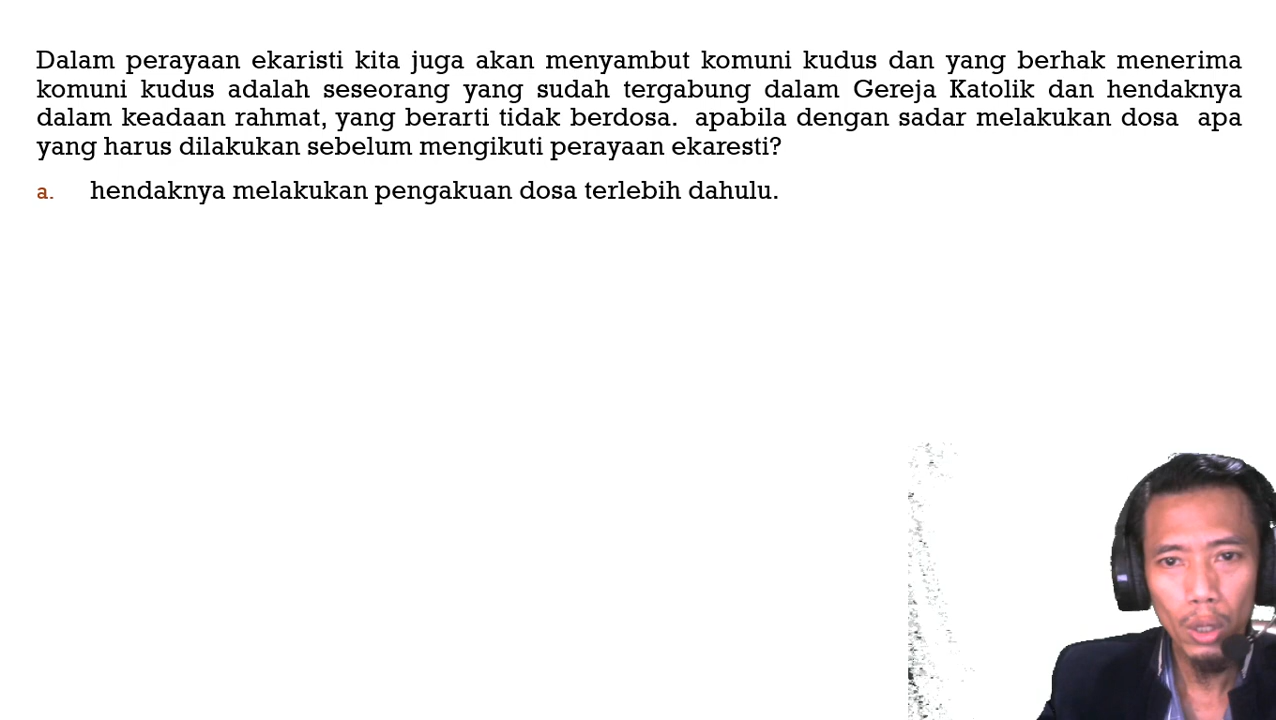 Dalam perayaan ekaristi kita juga akan menyambut komuni kudus dan yang berhak menerima
komuni kudus adalah seseorang yang sudah tergabung dalam Gereja Katolik dan hendaknya
dalam keadaan rahmat, yang berarti tidak berdosa. apabila dengan sadar melakukan dosa apa
yang harus dilakukan sebelum mengikuti perayaan ekaresti?
a. hendaknya melakukan pengakuan dosa terlebih dahulu.